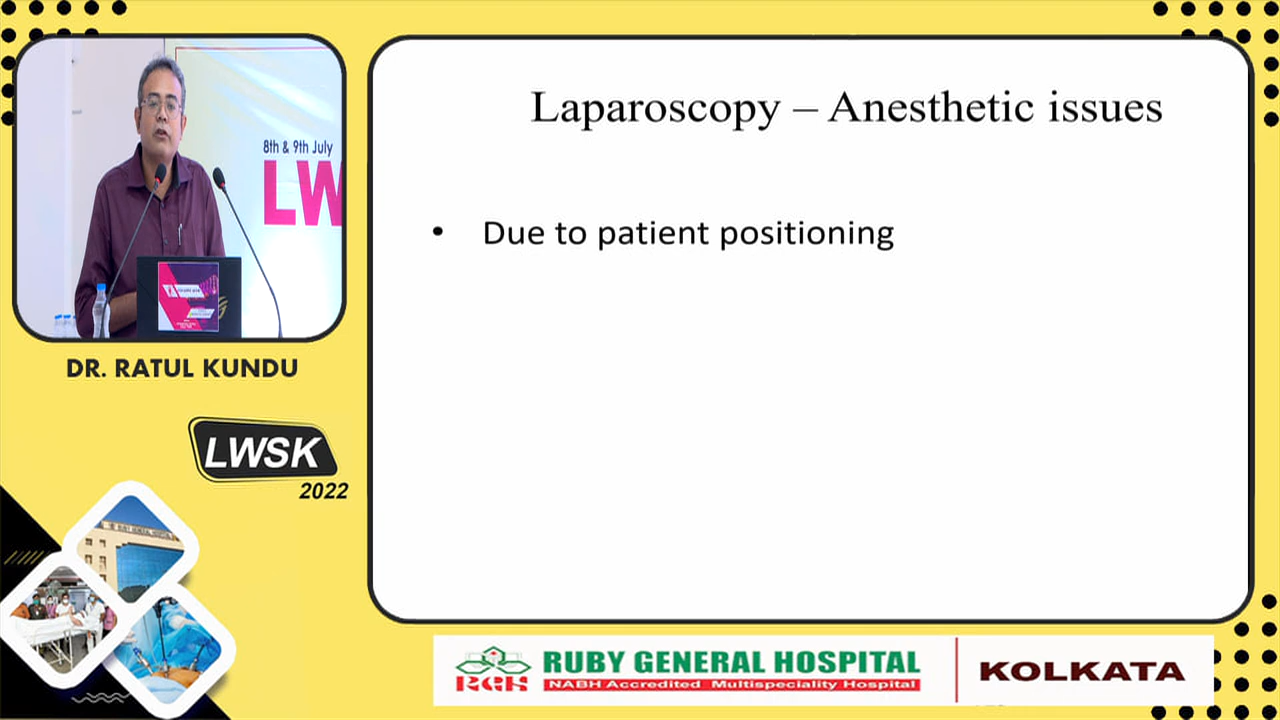 Laparoscopy – Anesthetic issues
• Due to patient positioning
8th & 9th July
LW
DR. RATUL KUNDU
LWSK
2022
RGH
RUBY GENERAL HOSPITAL
NABH Accredited Multispeciality Hospital
KOLKATA